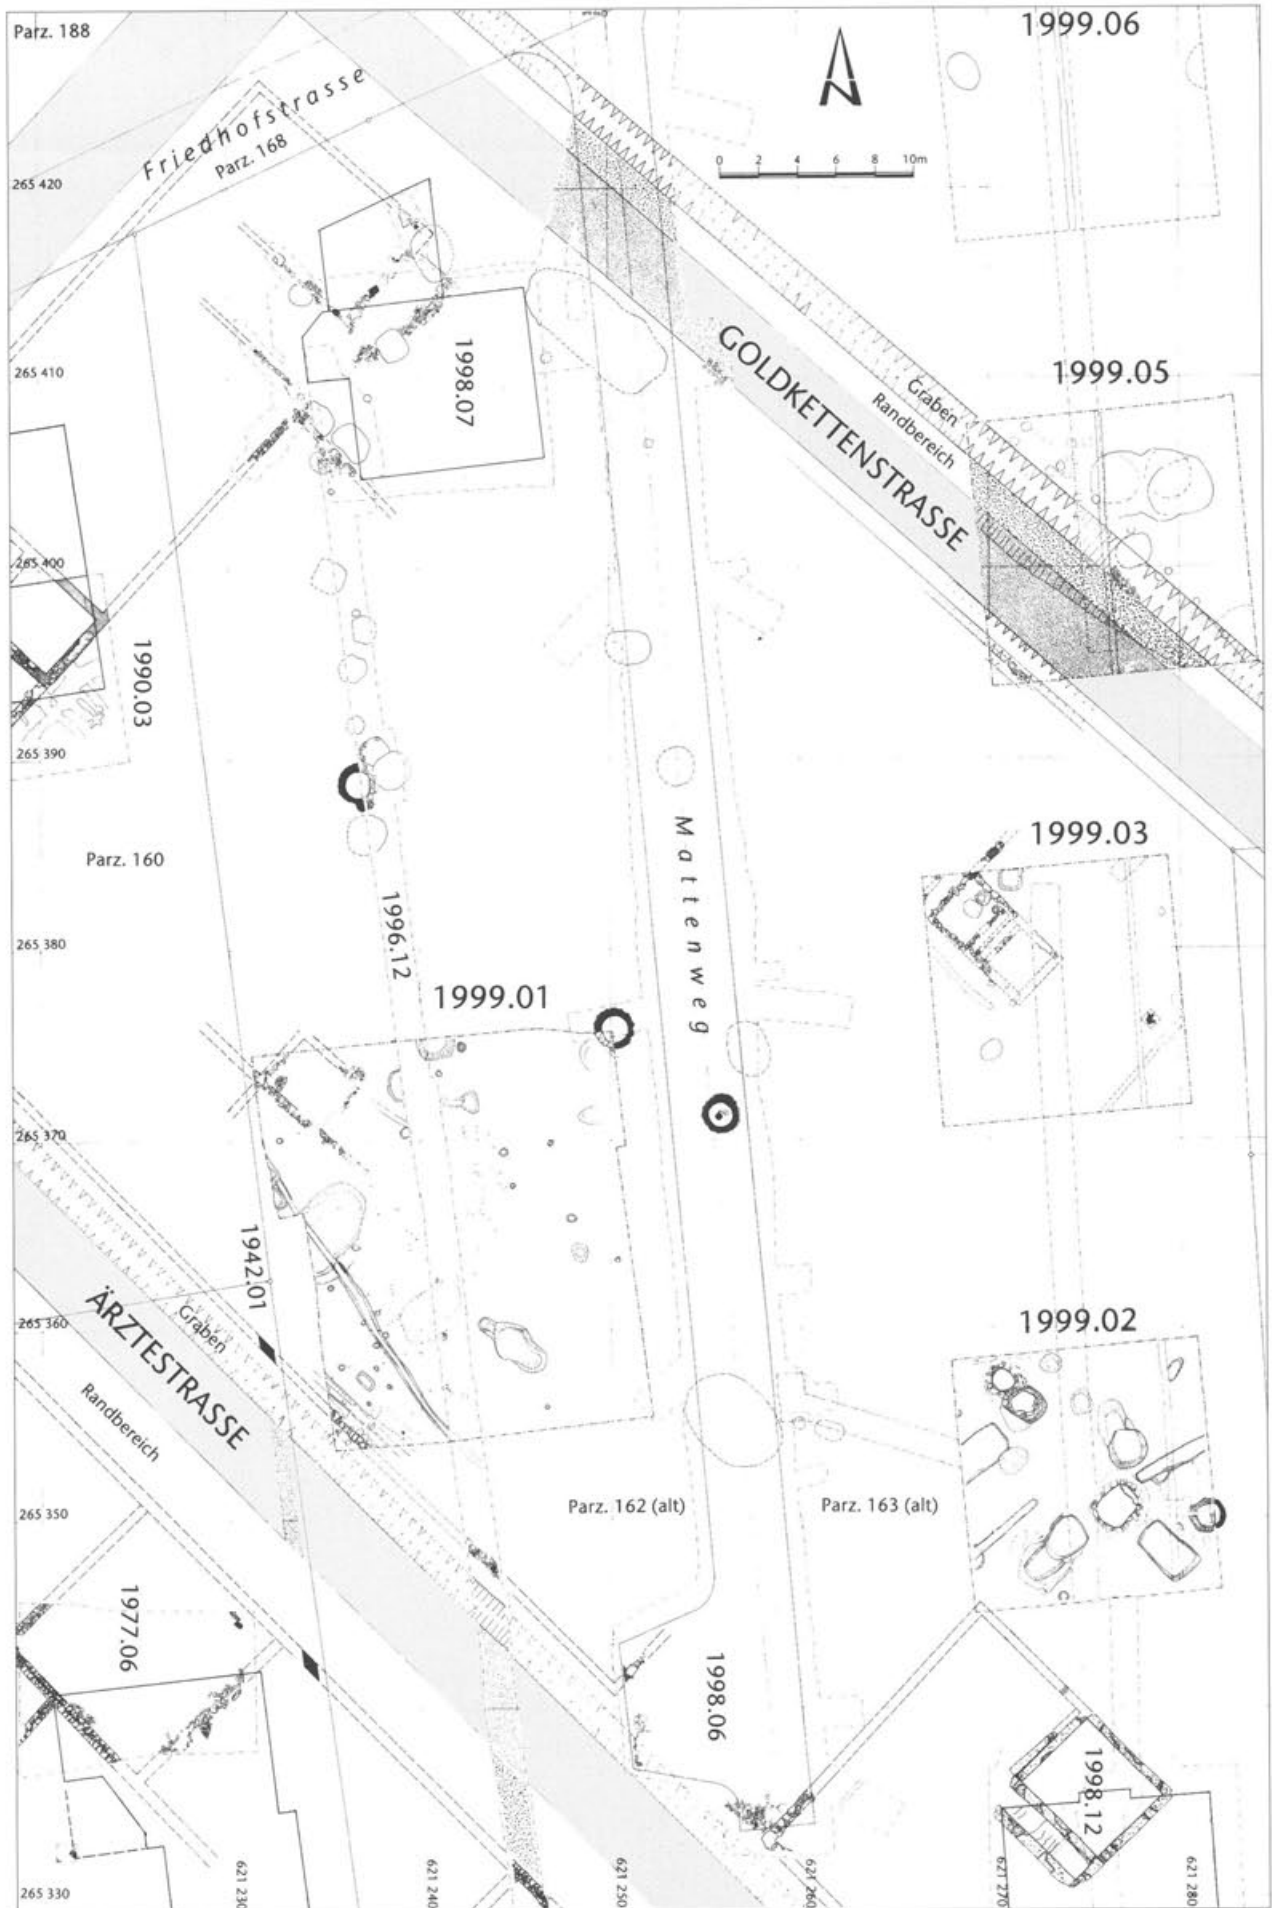 Parz. 188
1999.06
Friedhofstrasse
Parz. 168
0 2 4 6 8 10m
265 420
GOLDKETTENSTRASSE
1998.07
265 410
1999.05
Graben
Randbereich
265 400
1990.03
265 390
Mattenweg
1999.03
Parz. 160
1996.12
265 380
1999.01
265 370
1942.01
ÄRZTESTRASSE
Graben
265 360
1999.02
Randbereich
Parz. 162 (alt)
Parz. 163 (alt)
265 350
1977.06
1998.06
1998.12
265 330
621 230
621 240
621 250
621 260
621 270
621 280